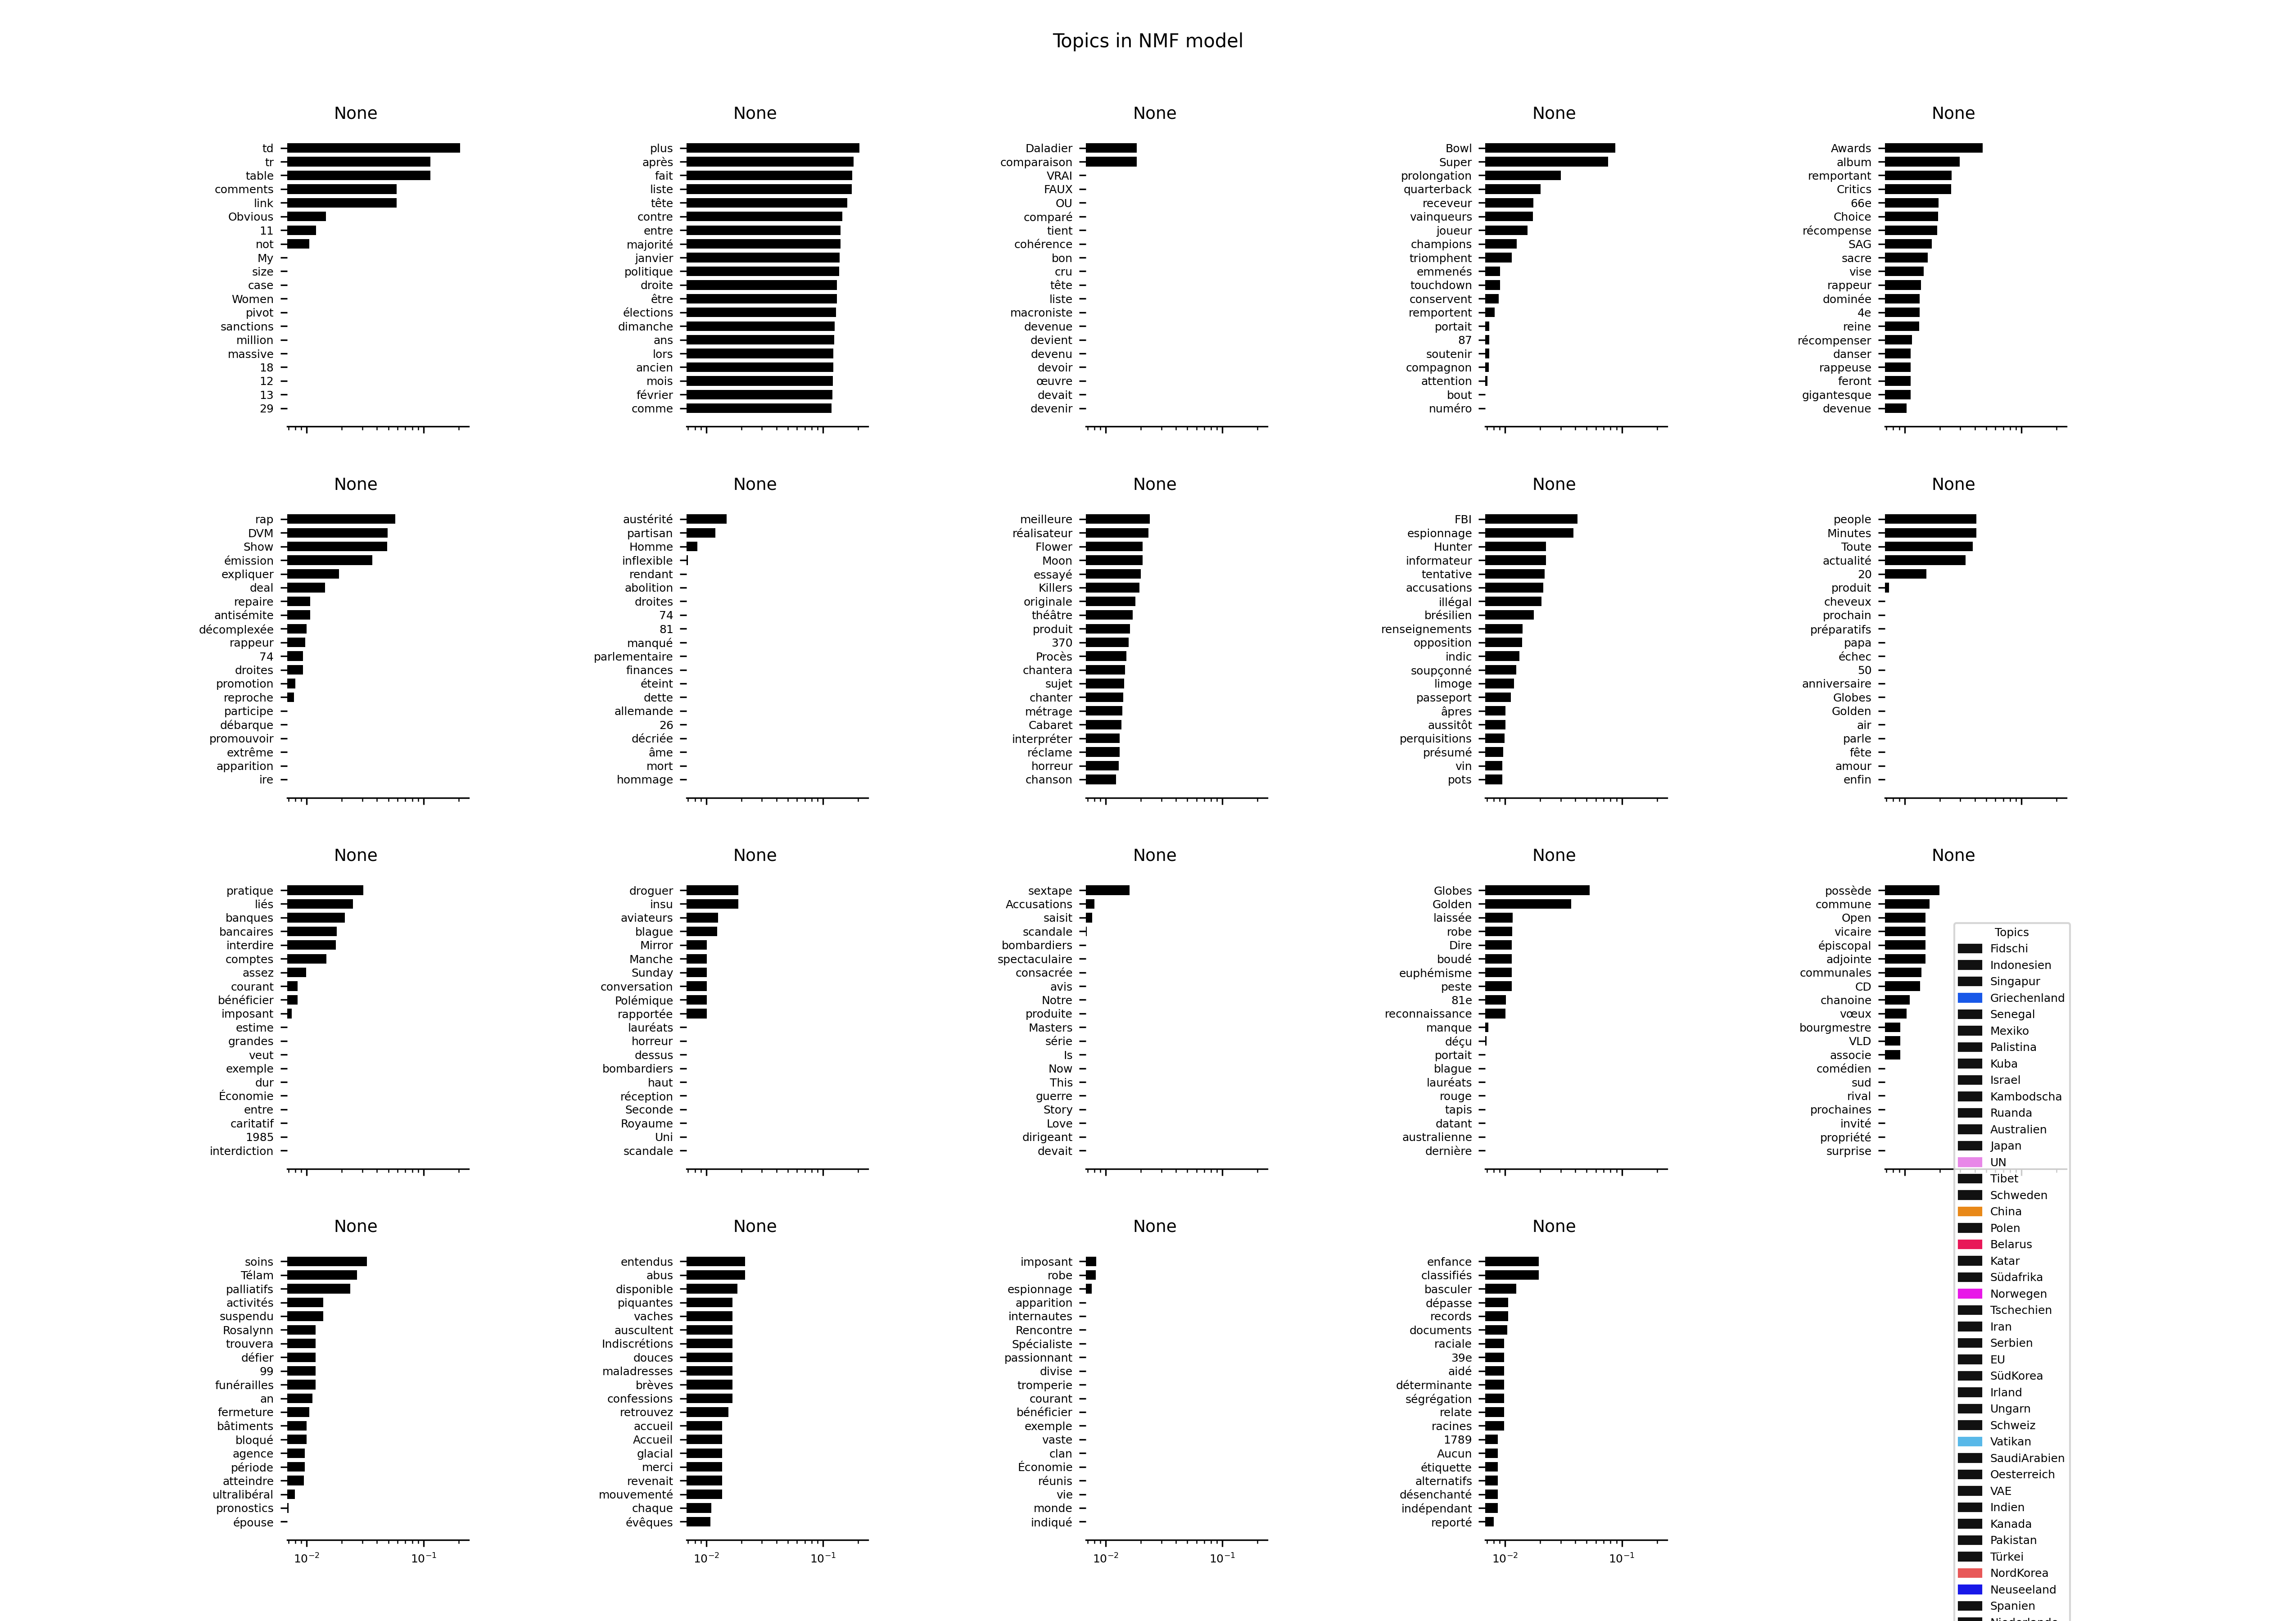 Topics in NMF model
None
td
tr
table
comments
link
Obvious
11
not
My
size
case
Women
pivot
sanctions
million
massive
18
12
13
29
None
plus
après
fait
liste
tête
contre
entre
majorité
janvier
politique
droite
être
élections
dimanche
ans
lors
ancien
mois
février
comme
None
Daladier
comparaison
VRAI
FAUX
OU
comparé
tient
cohérence
bon
cru
tête
liste
macroniste
devenue
devient
devenu
devoir
œuvre
devait
devenir
None
Bowl
Super
prolongation
quarterback
receveur
vainqueurs
joueur
champions
triomphent
emmenés
touchdown
conservent
remportent
portait
87
soutenir
compagnon
attention
bout
numéro
None
Awards
album
remportant
Critics
66e
Choice
récompense
SAG
sacre
vise
rappeur
dominée
4e
reine
récompenser
danser
rappeuse
feront
gigantesque
devenue
None
rap
DVM
Show
émission
expliquer
deal
repaire
antisémite
décomplexée
rappeur
74
droites
promotion
reproche
participe
débarque
promouvoir
extrême
apparition
ire
None
austérité
partisan
Homme
inflexible
rendant
abolition
droites
74
81
manqué
parlementaire
finances
éteint
dette
allemande
26
décriée
âme
mort
hommage
None
meilleure
réalisateur
Flower
Moon
essayé
Killers
originale
théâtre
produit
370
Procès
chantera
sujet
chanter
métrage
Cabaret
interpréter
réclame
horreur
chanson
None
FBI
espionnage
Hunter
informateur
tentative
accusations
illégal
brésilien
renseignements
opposition
indic
soupçonné
limoge
passeport
âpres
aussitôt
perquisitions
présumé
vin
pots
None
people
Minutes
Toute
actualité
20
produit
cheveux
prochain
préparatifs
papa
échec
50
anniversaire
Globes
Golden
air
parle
fête
amour
enfin
None
pratique
liés
banques
bancaires
interdire
comptes
assez
courant
bénéficier
imposant
estime
grandes
veut
exemple
dur
Économie
entre
caritatif
1985
interdiction
None
droguer
insu
aviateurs
blague
Mirror
Manche
Sunday
conversation
Polémique
rapportée
lauréats
horreur
dessus
bombardiers
haut
réception
Seconde
Royaume
Uni
scandale
None
sextape
Accusations
saisit
scandale
bombardiers
spectaculaire
consacrée
avis
Notre
produite
Masters
série
Is
Now
This
guerre
Story
Love
dirigeant
devait
None
Globes
Golden
laissée
robe
Dire
boudé
euphémisme
peste
81e
reconnaissance
manque
déçu
portait
blague
lauréats
rouge
tapis
datant
australienne
dernière
None
possède
commune
Open
vicaire
épiscopal
adjointe
communales
CD
chanoine
vœux
bourgmestre
VLD
associe
comédien
sud
rival
prochaines
invité
propriété
surprise
None
soins
Télam
palliatifs
activités
suspendu
Rosalynn
trouvera
défier
99
funérailles
an
fermeture
bâtiments
bloqué
agence
période
atteindre
ultralibéral
pronostics
épouse
10⁻² 10⁻¹
None
entendus
abus
disponible
piquantes
vaches
auscultent
Indiscrétions
douces
maladresses
brèves
confessions
retrouvez
accueil
Accueil
glacial
merci
revenait
mouvementé
chaque
évêques
10⁻² 10⁻¹
None
imposant
robe
espionnage
apparition
internautes
Rencontre
Spécialiste
passionnant
divise
tromperie
courant
bénéficier
exemple
vaste
clan
Économie
réunis
vie
monde
indiqué
10⁻² 10⁻¹
None
enfance
classifiés
basculer
dépasse
records
documents
raciale
39e
aidé
déterminante
ségrégation
relate
racines
1789
Aucun
étiquette
alternatifs
désenchanté
indépendant
reporté
10⁻² 10⁻¹
Topics
Fidschi
Indonesien
Singapur
Griechenland
Senegal
Mexiko
Palistina
Kuba
Israel
Kambodscha
Ruanda
Australien
Japan
UN
Tibet
Schweden
China
Polen
Belarus
Katar
Südafrika
Norwegen
Tschechien
Iran
Serbien
EU
SüdKorea
Irland
Ungarn
Schweiz
Vatikan
SaudiArabien
Oesterreich
VAE
Indien
Kanada
Pakistan
Türkei
NordKorea
Neuseeland
Spanien